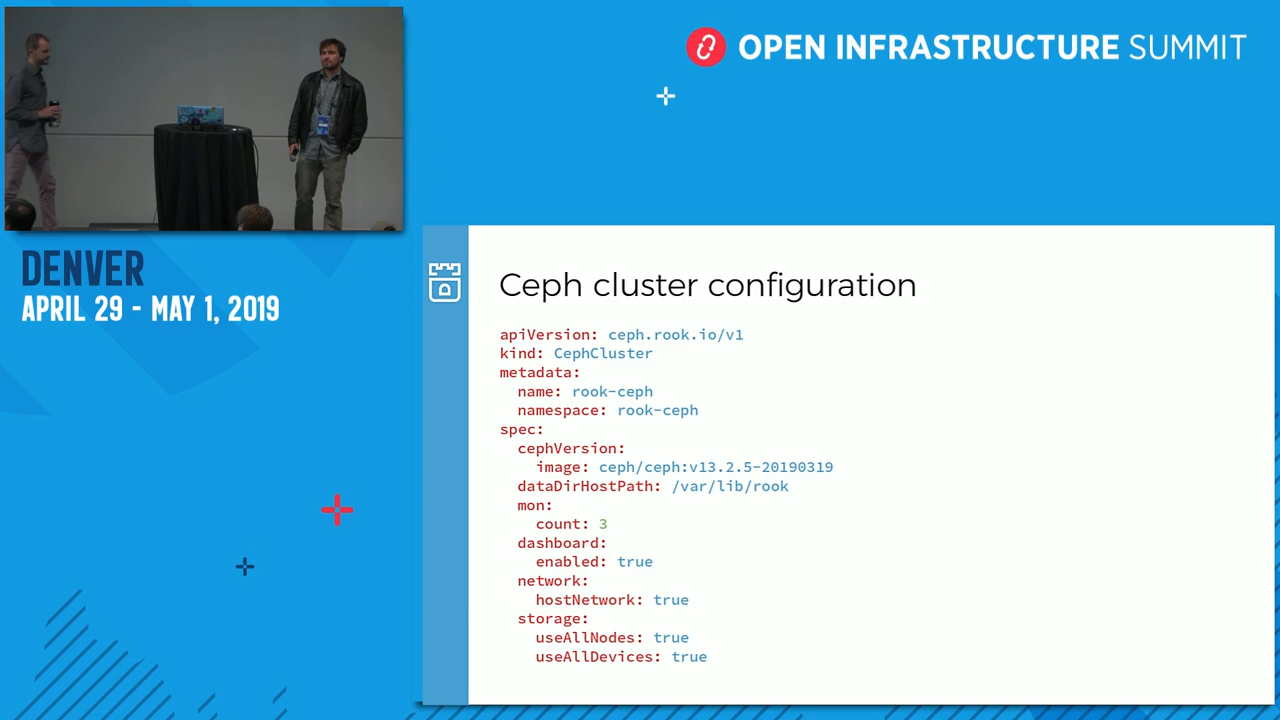 OPEN INFRASTRUCTURE SUMMIT
DENVER
APRIL 29 - MAY 1, 2019
Ceph cluster configuration
apiVersion: ceph.rook.io/v1
kind: CephCluster
metadata:
  name: rook-ceph
  namespace: rook-ceph
spec:
  cephVersion:
    image: ceph/ceph:v13.2.5-20190319
  dataDirHostPath: /var/lib/rook
  mon:
    count: 3
  dashboard:
    enabled: true
  network:
    hostNetwork: true
  storage:
    useAllNodes: true
    useAllDevices: true